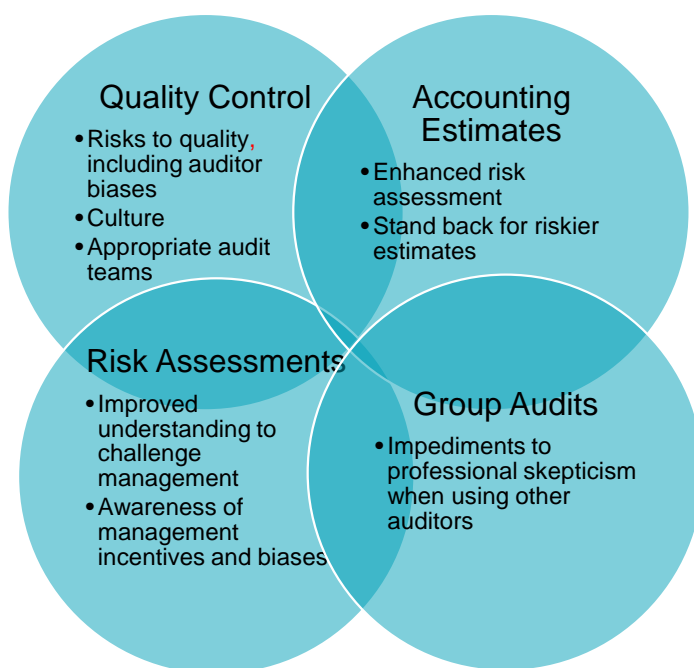 Quality Control
•Risks to quality,
including auditor
biases
•Culture
•Appropriate audit
teams
Accounting
Estimates
•Enhanced risk
assessment
•Stand back for riskier
estimates
Risk Assessments
•Improved
understanding to
challenge
management
•Awareness of
management
incentives and biases
Group Audits
•Impediments to
professional skepticism
when using other
auditors